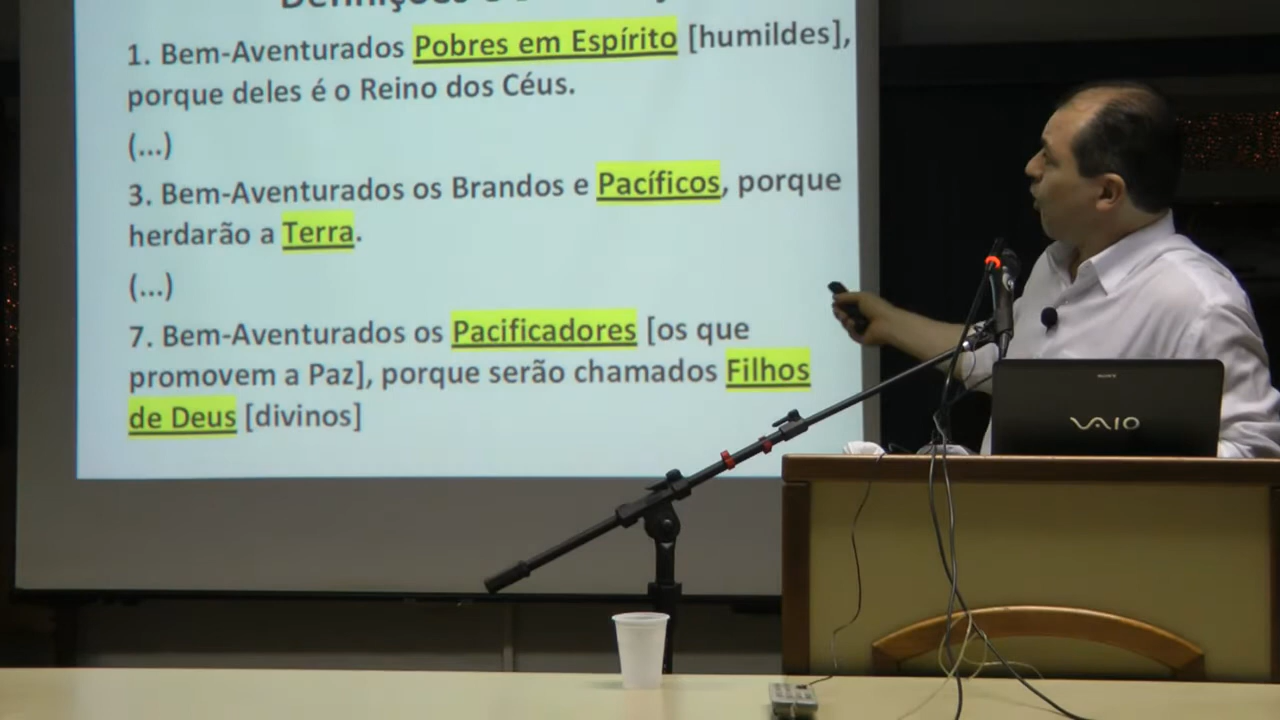 1. Bem-Aventurados Pobres em Espírito [humildes],
porque deles é o Reino dos Céus.
(...)
3. Bem-Aventurados os Brandos e Pacíficos, porque
herdarão a Terra.
(...)
7. Bem-Aventurados os Pacificadores [os que
promovem a Paz], porque serão chamados Filhos
de Deus [divinos]
SONY
VAIO